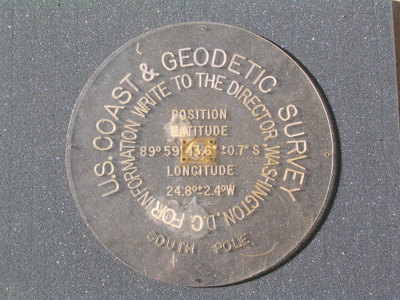 U.S. COAST & GEODETIC SURVEY
FOR INFORMATION WRITE TO THE DIRECTOR, WASHINGTON, D.C.
POSITION
LATITUDE
89° 59' 43.6" ±0.7" S
LONGITUDE
24.8° ±2.4° W
SOUTH POLE